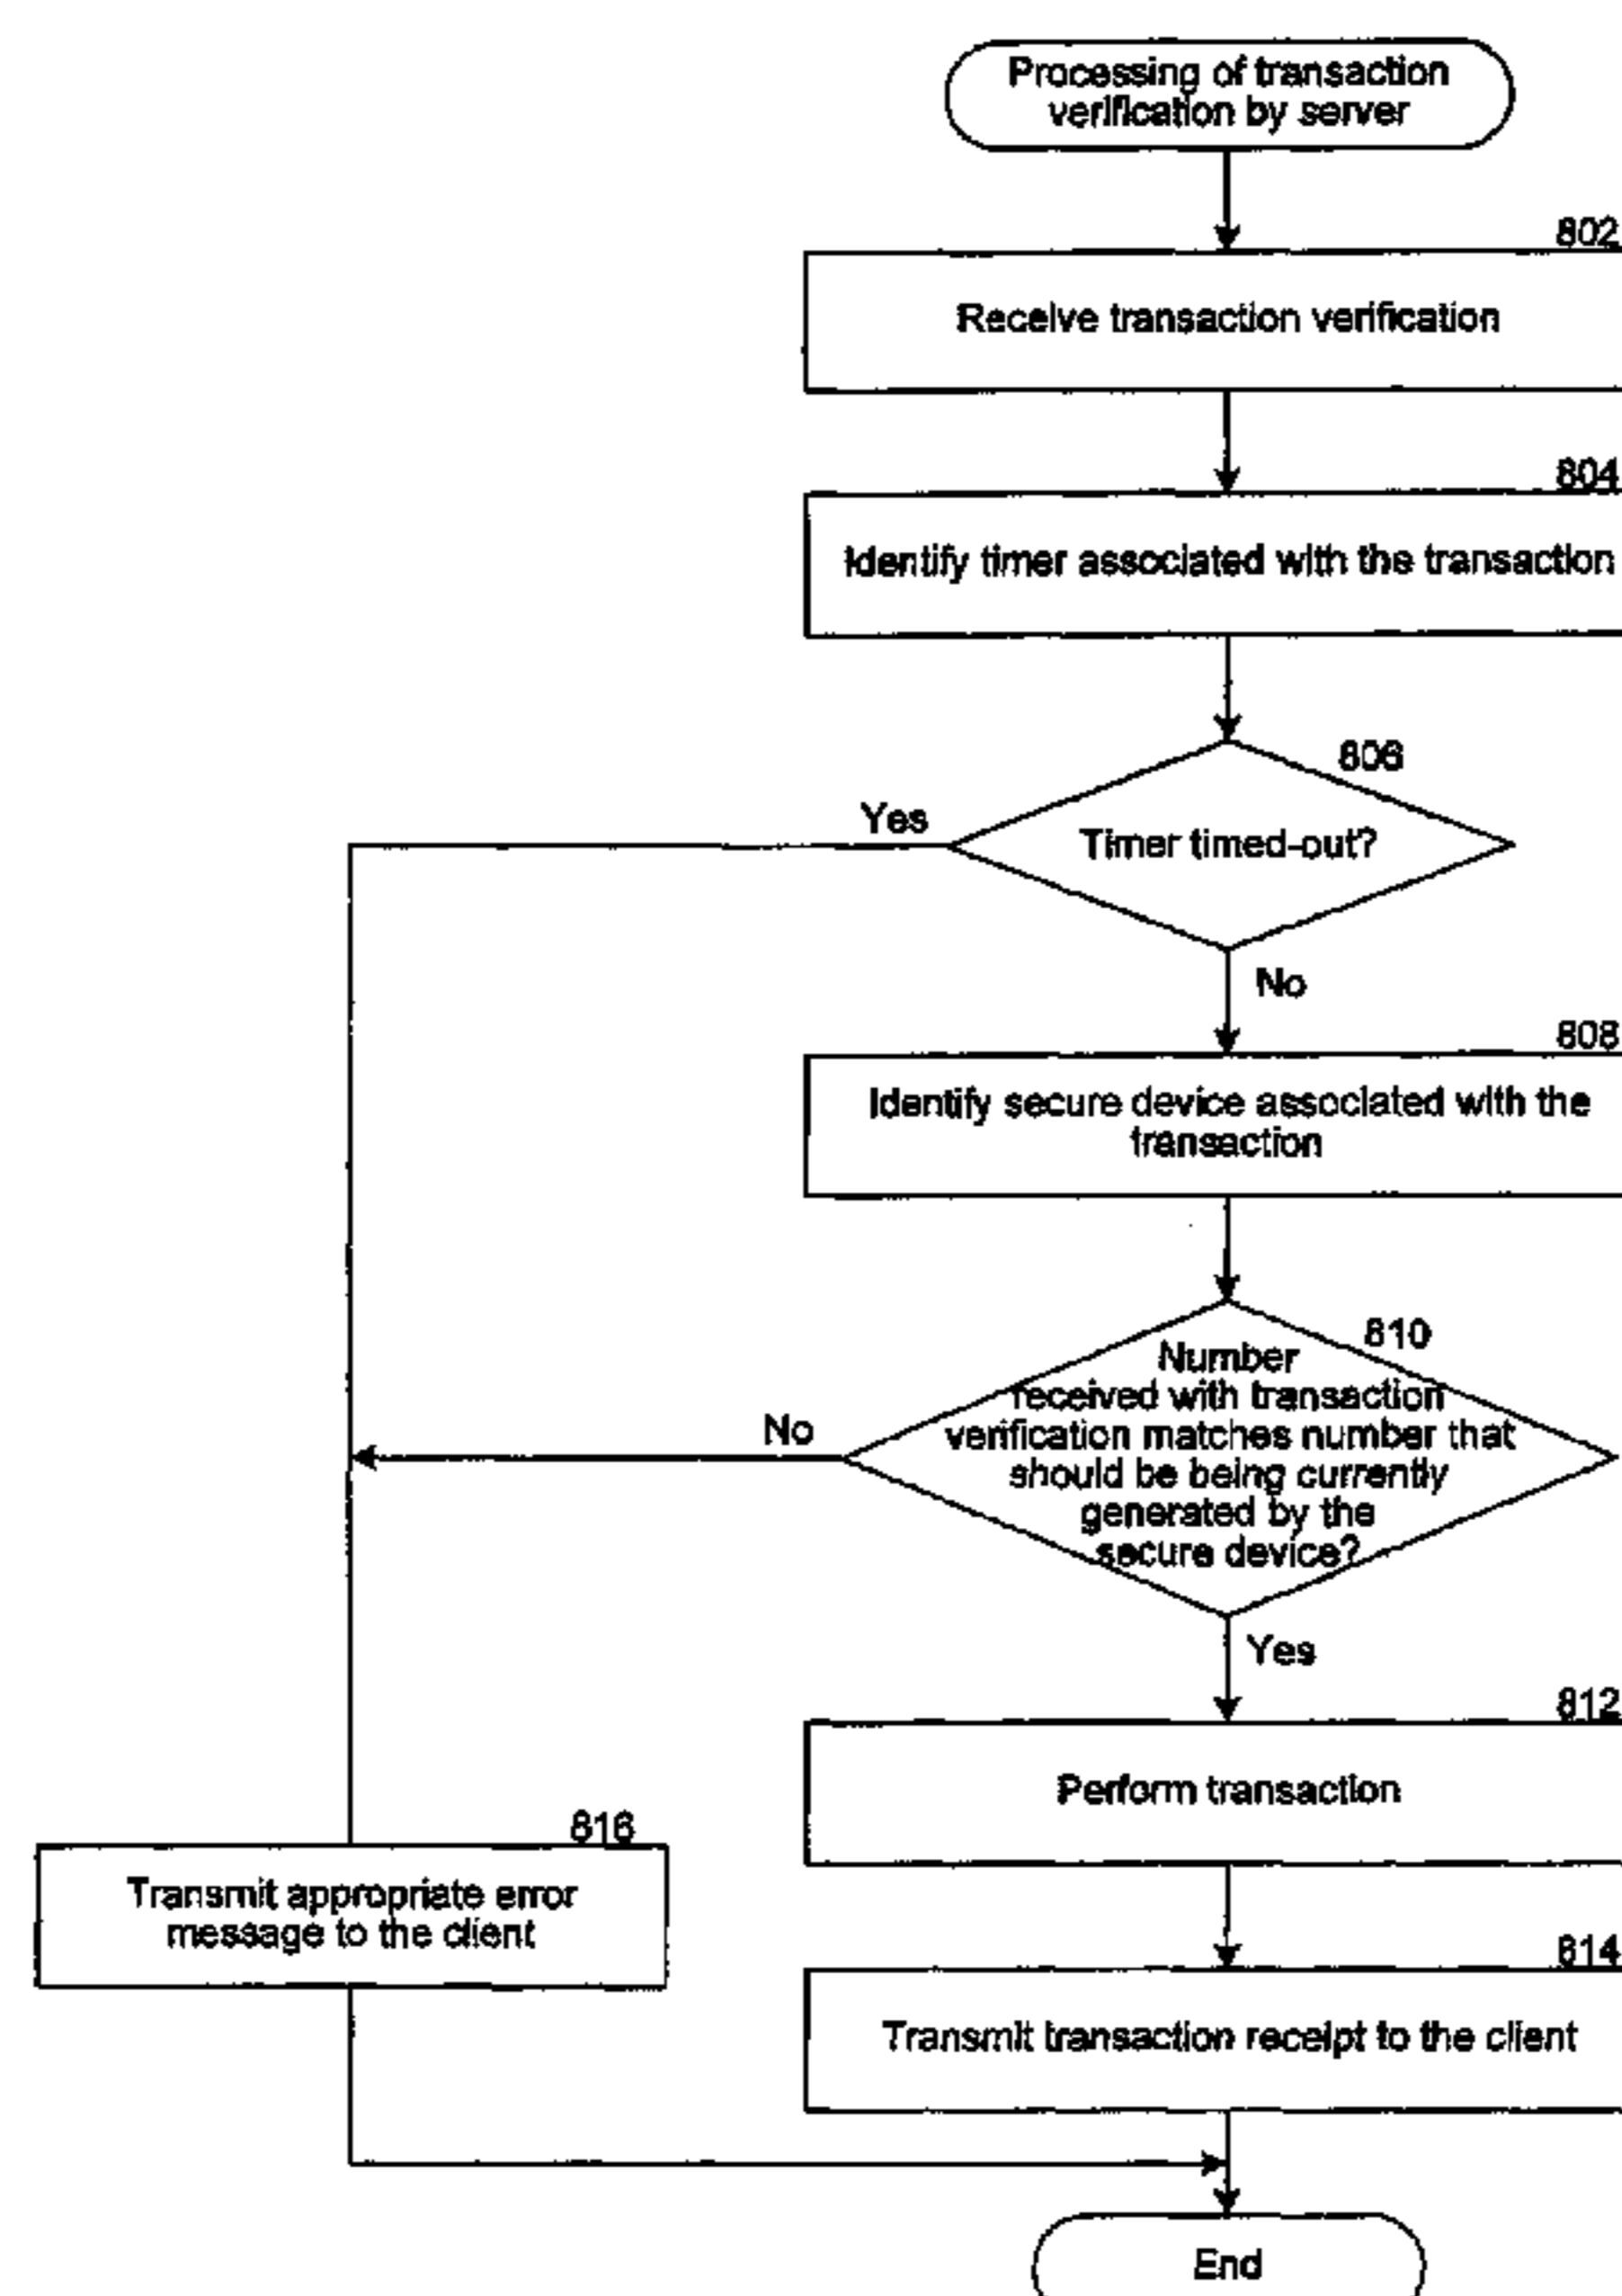 Processing of transaction
verification by server
802
Receive transaction verification
804
Identify timer associated with the transaction
806
Yes
Timer timed-out?
No
808
Identify secure device associated with the
transaction
810
Number
received with transaction
verification matches number that
should be being currently
generated by the
secure device?
No
Yes
812
Perform transaction
816
Transmit appropriate error
message to the client
814
Transmit transaction receipt to the client
End